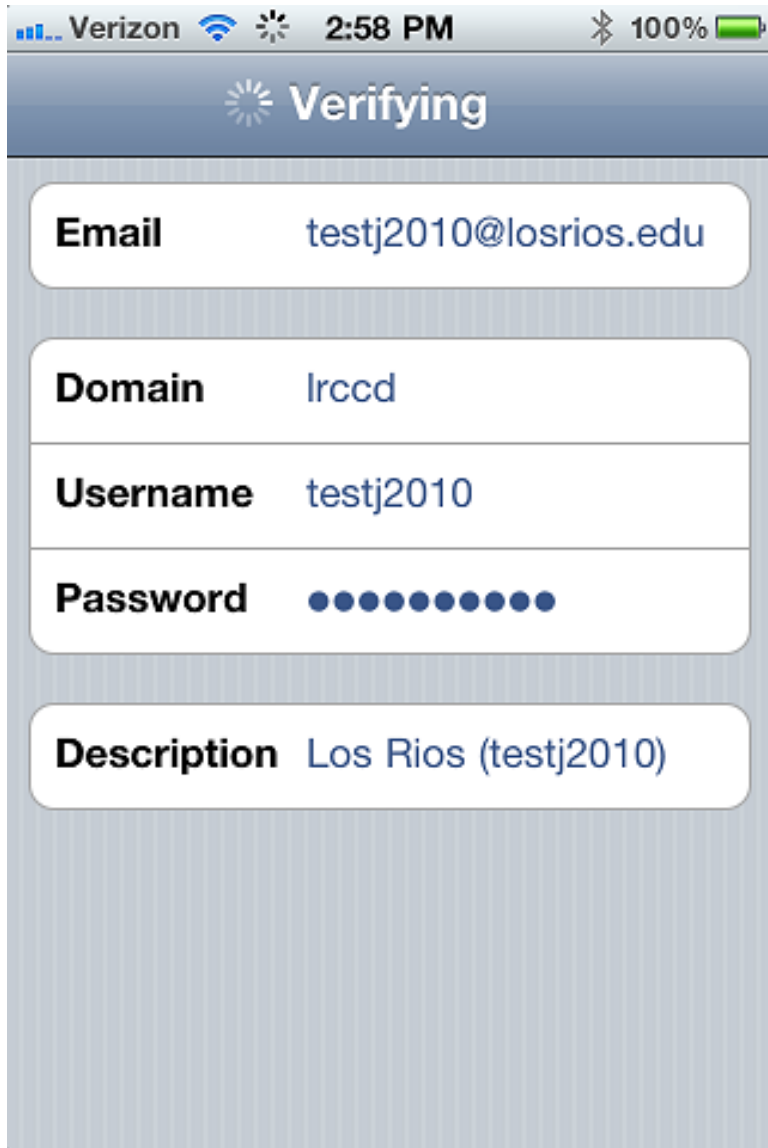 Verizon 2:58 PM 100%
Verifying
Email testj2010@losrios.edu
Domain lrccd
Username testj2010
Password ●●●●●●●●●●
Description Los Rios (testj2010)